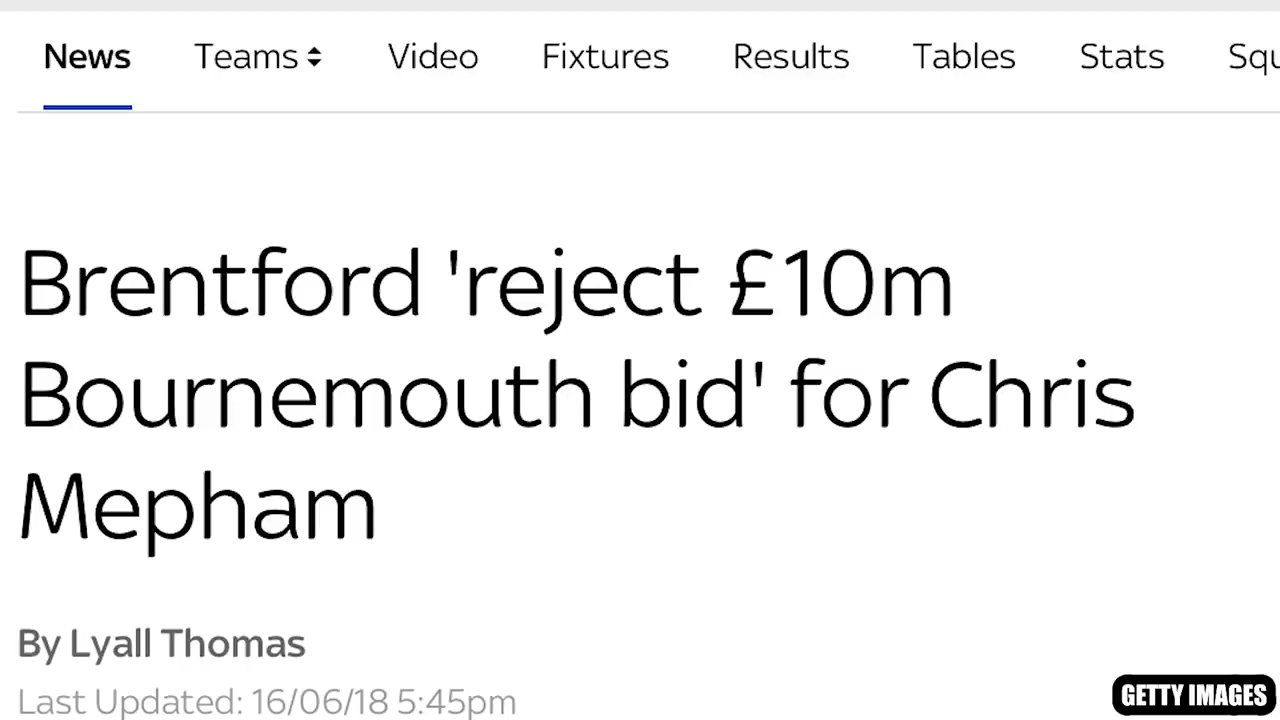 News Teams Video Fixtures Results Tables Stats
Brentford 'reject £10m
Bournemouth bid' for Chris
Mepham
By Lyall Thomas
Last Updated: 16/06/18 5:45pm
GETTY IMAGES